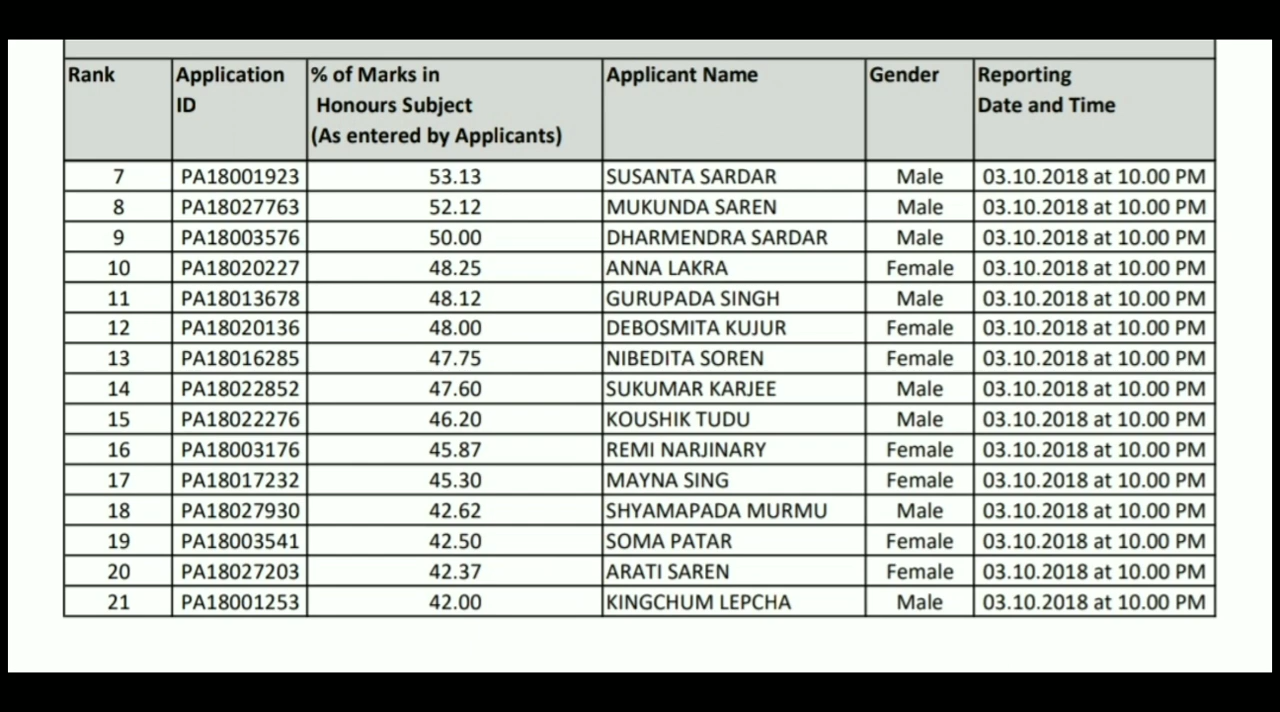 Rank Application ID % of Marks in Honours Subject (As entered by Applicants) Applicant Name Gender Reporting Date and Time
7 PA18001923 53.13 SUSANTA SARDAR Male 03.10.2018 at 10.00 PM
8 PA18027763 52.12 MUKUNDA SAREN Male 03.10.2018 at 10.00 PM
9 PA18003576 50.00 DHARMENDRA SARDAR Male 03.10.2018 at 10.00 PM
10 PA18020227 48.25 ANNA LAKRA Female 03.10.2018 at 10.00 PM
11 PA18013678 48.12 GURUPADA SINGH Male 03.10.2018 at 10.00 PM
12 PA18020136 48.00 DEBOSMITA KUJUR Female 03.10.2018 at 10.00 PM
13 PA18016285 47.75 NIBEDITA SOREN Female 03.10.2018 at 10.00 PM
14 PA18022852 47.60 SUKUMAR KARJEE Male 03.10.2018 at 10.00 PM
15 PA18022276 46.20 KOUSHIK TUDU Male 03.10.2018 at 10.00 PM
16 PA18003176 45.87 REMI NARJINARY Female 03.10.2018 at 10.00 PM
17 PA18017232 45.30 MAYNA SING Female 03.10.2018 at 10.00 PM
18 PA18027930 42.62 SHYAMAPADA MURMU Male 03.10.2018 at 10.00 PM
19 PA18003541 42.50 SOMA PATAR Female 03.10.2018 at 10.00 PM
20 PA18027203 42.37 ARATI SAREN Female 03.10.2018 at 10.00 PM
21 PA18001253 42.00 KINGCHUM LEPCHA Male 03.10.2018 at 10.00 PM